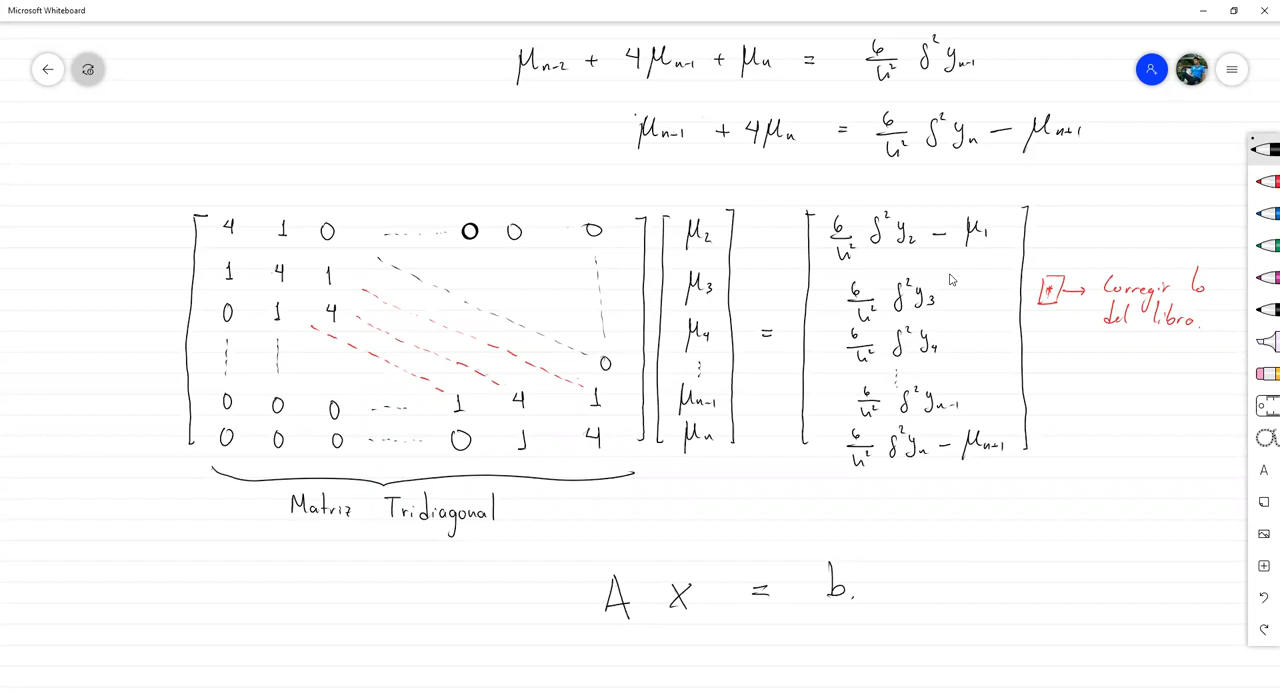 Microsoft Whiteboard
μn-2 + 4μn-1 + μn = 6/h² δ²yn-1
μn-1 + 4μn = 6/h² δ²yn − μn+1
4 1 0 ------ 0 0 0 μ2 6/h² δ²y2 − μ1
1 4 1 μ3 6/h² δ²y3 [*] → Corregir lo
0 1 4 μ4 = 6/h² δ²y4 del libro.
0
0 0 0 ---- 1 4 1 μn-1 6/h² δ²yn-1
0 0 0 ------ 0 1 4 μn 6/h² δ²yn − μn+1
Matriz Tridiagonal
A x = b.
A